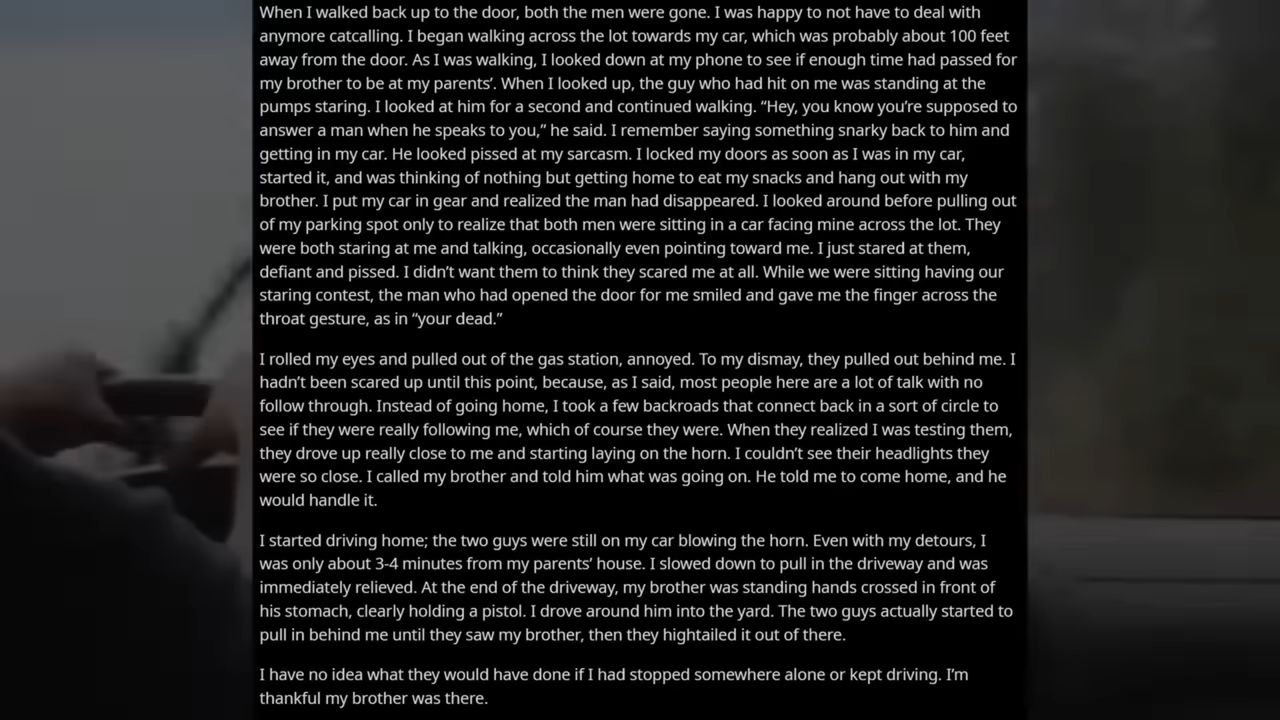 When I walked back up to the door, both the men were gone. I was happy to not have to deal with
anymore catcalling. I began walking across the lot towards my car, which was probably about 100 feet
away from the door. As I was walking, I looked down at my phone to see if enough time had passed for
my brother to be at my parents’. When I looked up, the guy who had hit on me was standing at the
pumps staring. I looked at him for a second and continued walking. “Hey, you know you’re supposed to
answer a man when he speaks to you,” he said. I remember saying something snarky back to him and
getting in my car. He looked pissed at my sarcasm. I locked my doors as soon as I was in my car,
started it, and was thinking of nothing but getting home to eat my snacks and hang out with my
brother. I put my car in gear and realized the man had disappeared. I looked around before pulling out
of my parking spot only to realize that both men were sitting in a car facing mine across the lot. They
were both staring at me and talking, occasionally even pointing toward me. I just stared at them,
defiant and pissed. I didn’t want them to think they scared me at all. While we were sitting having our
staring contest, the man who had opened the door for me smiled and gave me the finger across the
throat gesture, as in “your dead.”
I rolled my eyes and pulled out of the gas station, annoyed. To my dismay, they pulled out behind me. I
hadn’t been scared up until this point, because, as I said, most people here are a lot of talk with no
follow through. Instead of going home, I took a few backroads that connect back in a sort of circle to
see if they were really following me, which of course they were. When they realized I was testing them,
they drove up really close to me and starting laying on the horn. I couldn’t see their headlights they
were so close. I called my brother and told him what was going on. He told me to come home, and he
would handle it.
I started driving home; the two guys were still on my car blowing the horn. Even with my detours, I
was only about 3-4 minutes from my parents’ house. I slowed down to pull in the driveway and was
immediately relieved. At the end of the driveway, my brother was standing hands crossed in front of
his stomach, clearly holding a pistol. I drove around him into the yard. The two guys actually started to
pull in behind me until they saw my brother, then they hightailed it out of there.
I have no idea what they would have done if I had stopped somewhere alone or kept driving. I’m
thankful my brother was there.